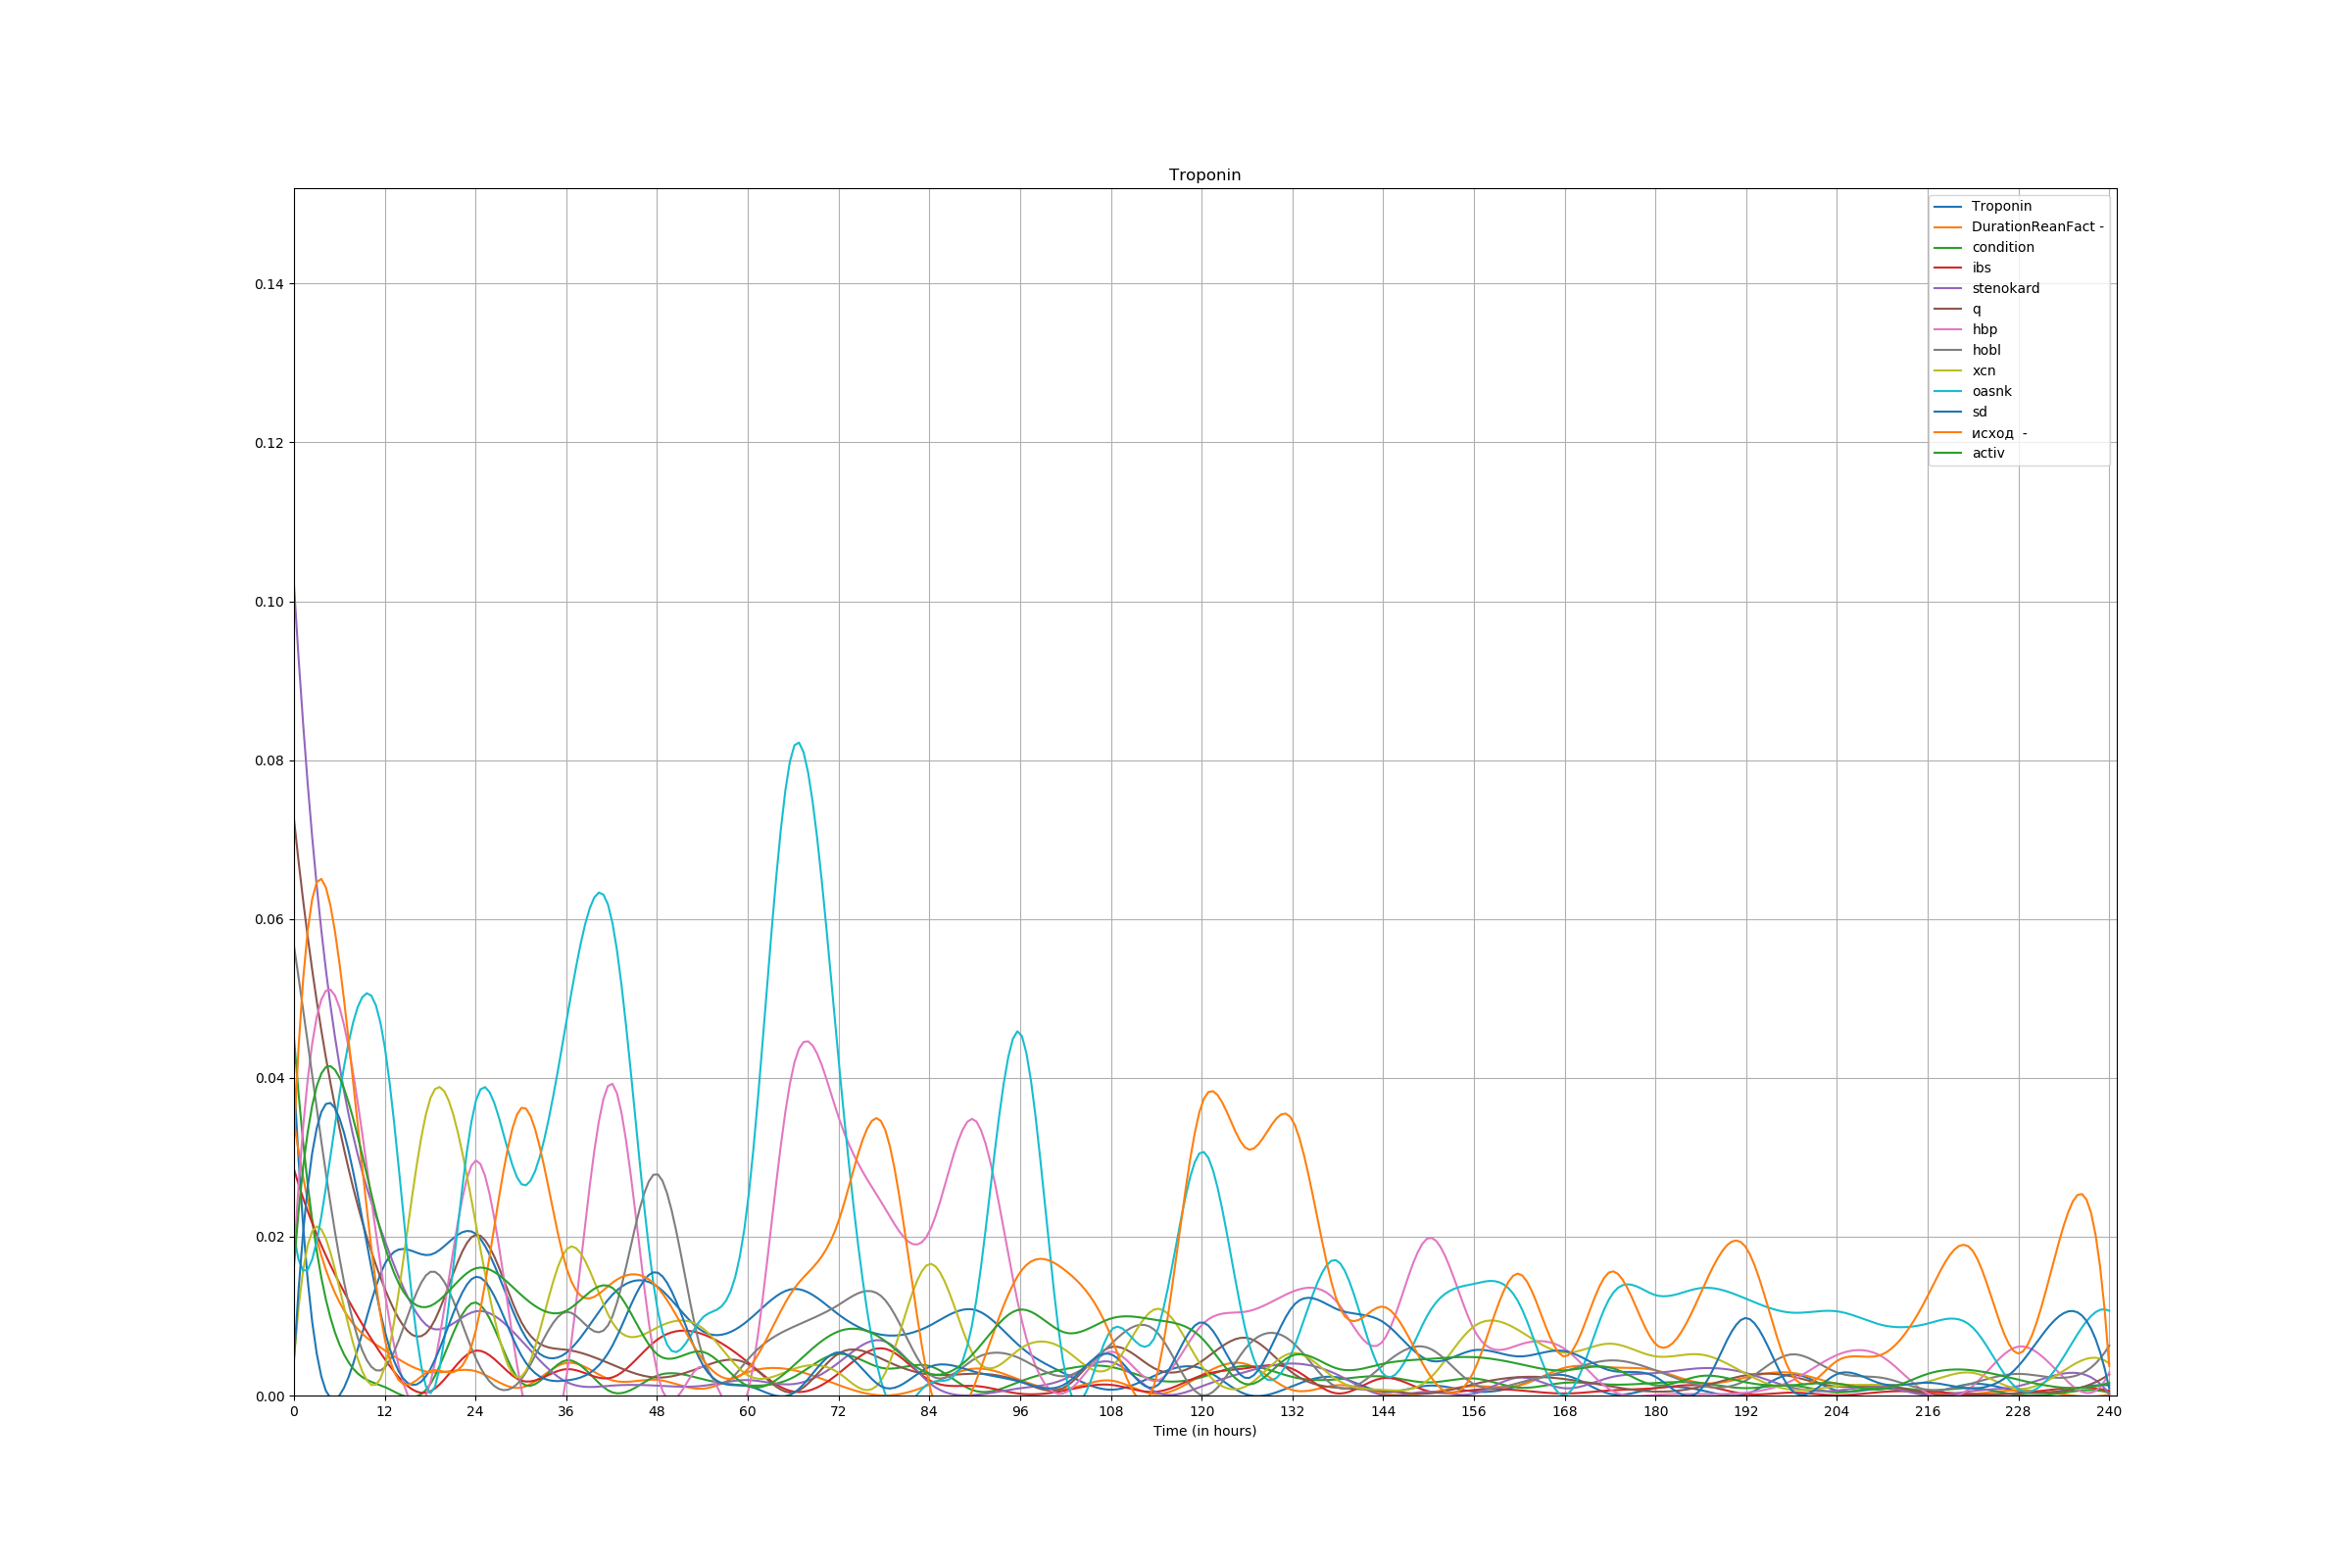 Troponin
0.14
0.12
0.10
0.08
0.06
0.04
0.02
0.00
Troponin
DurationReanFact -
condition
ibs
stenokard
q
hbp
hobl
xcn
oasnk
sd
исход  -
activ
0 12 24 36 48 60 72 84 96 108 120 132 144 156 168 180 192 204 216 228 240
Time (in hours)